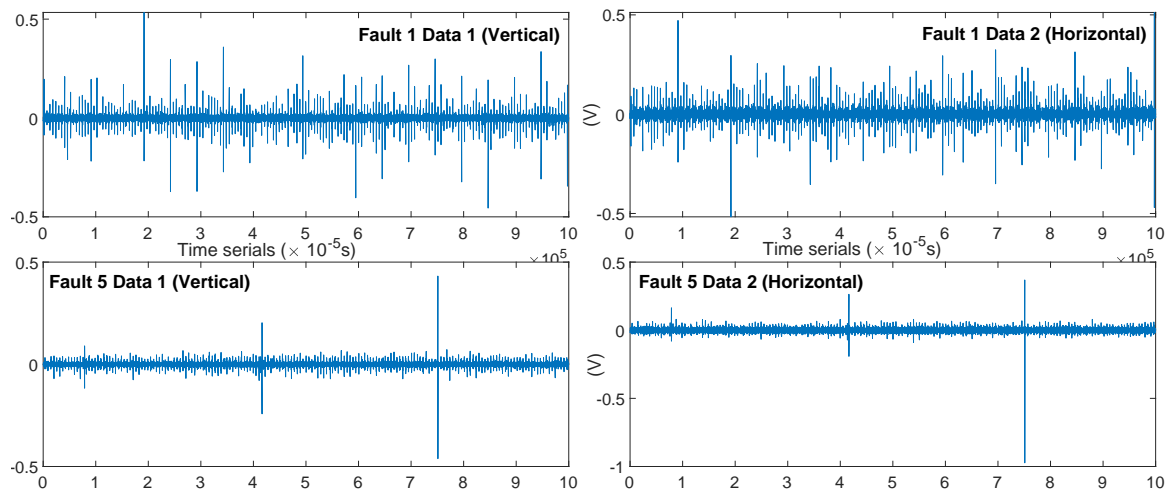 0.5
Fault 1 Data 1 (Vertical)
0
-0.5
0 1 2 3 4 5 6 7 8 9 10
Time serials (× 10⁻⁵s)
×10⁵
0.5
Fault 1 Data 2 (Horizontal)
(V)
0
-0.5
0 1 2 3 4 5 6 7 8 9 10
Time serials (× 10⁻⁵s)
×10⁵
0.5
Fault 5 Data 1 (Vertical)
0
-0.5
0 1 2 3 4 5 6 7 8 9 10
0.5
Fault 5 Data 2 (Horizontal)
0
(V)
-0.5
-1
0 1 2 3 4 5 6 7 8 9 10